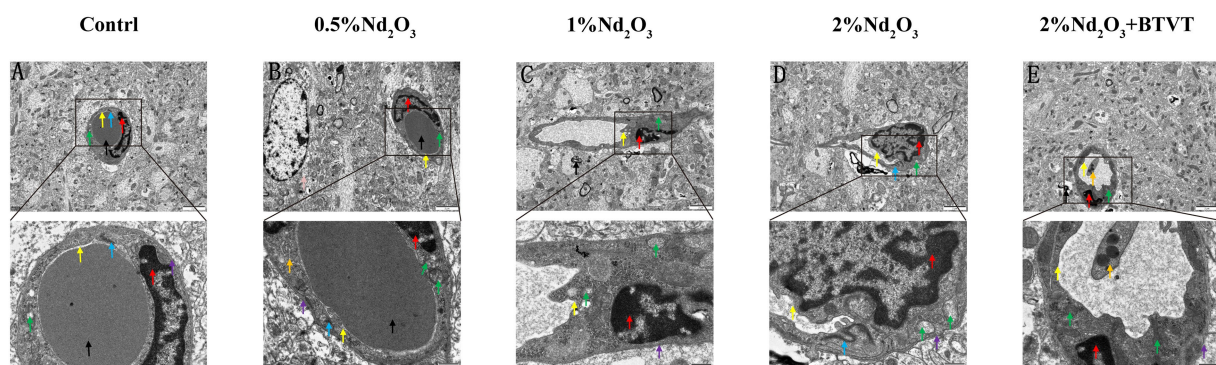 Contrl 0.5%Nd₂O₃ 1%Nd₂O₃ 2%Nd₂O₃ 2%Nd₂O₃+BTVT
A B C D E